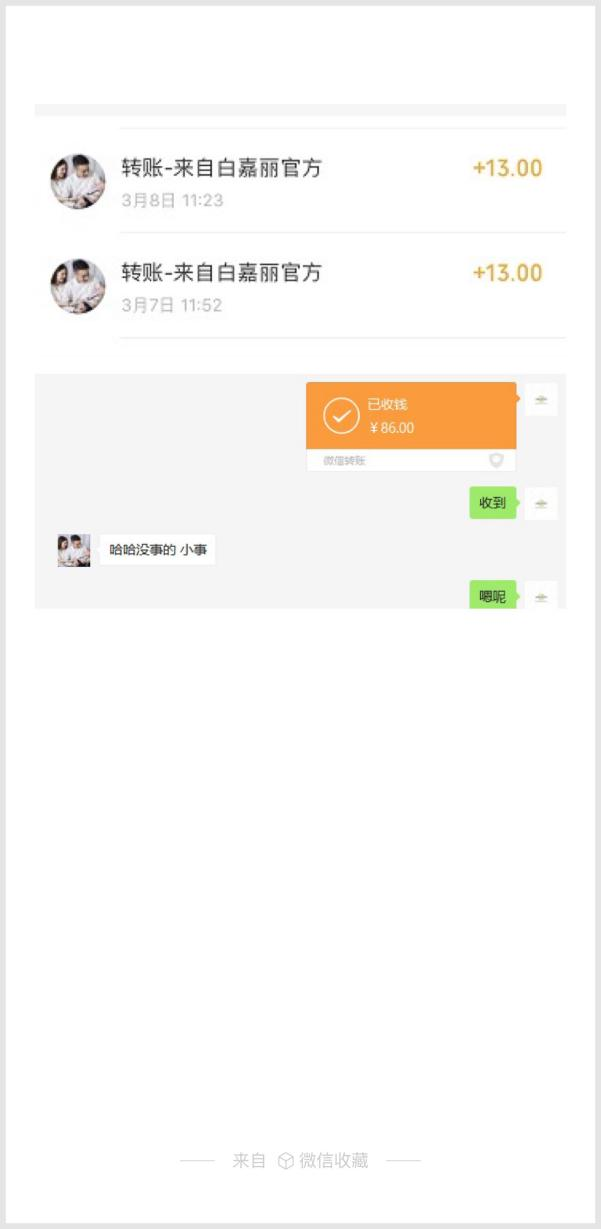 转账-来自白嘉丽官方
+13.00
3月8日 11:23
转账-来自白嘉丽官方
+13.00
3月7日 11:52
已收钱
￥86.00
微信转账
收到
哈哈没事的 小事
嗯呢
来自 微信收藏